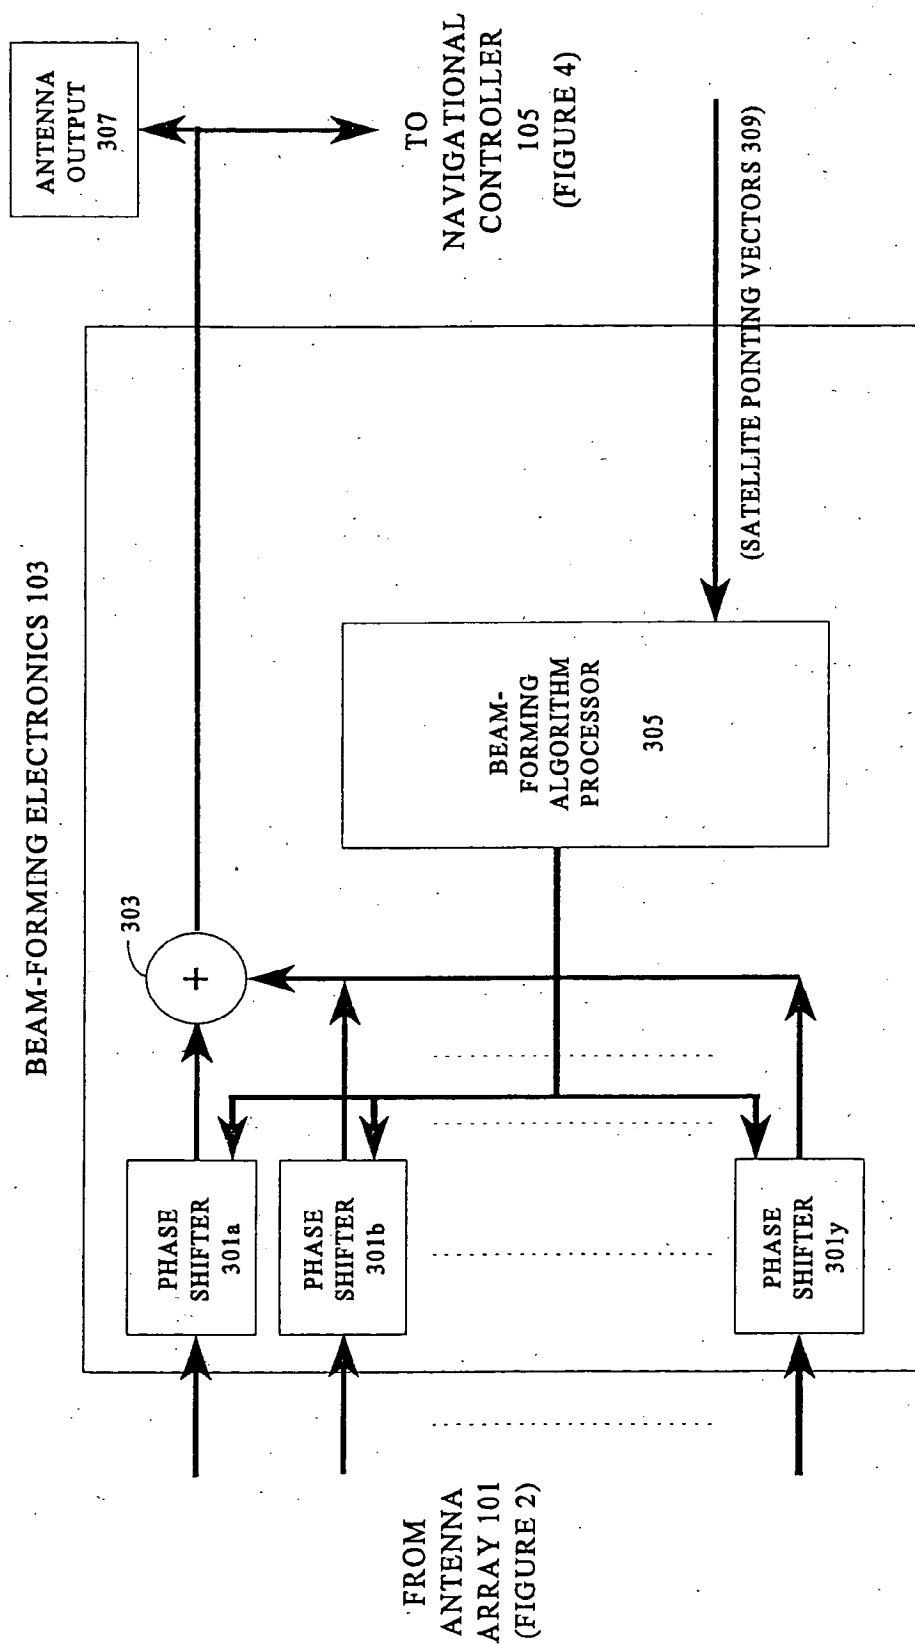 BEAM-FORMING ELECTRONICS 103
FROM
ANTENNA
ARRAY 101
(FIGURE 2)
PHASE
SHIFTER
301a
PHASE
SHIFTER
301b
PHASE
SHIFTER
301y
303
+
BEAM-
FORMING
ALGORITHM
PROCESSOR
305
ANTENNA
OUTPUT
307
TO
NAVIGATIONAL
CONTROLLER
105
(FIGURE 4)
(SATELLITE POINTING VECTORS 309)